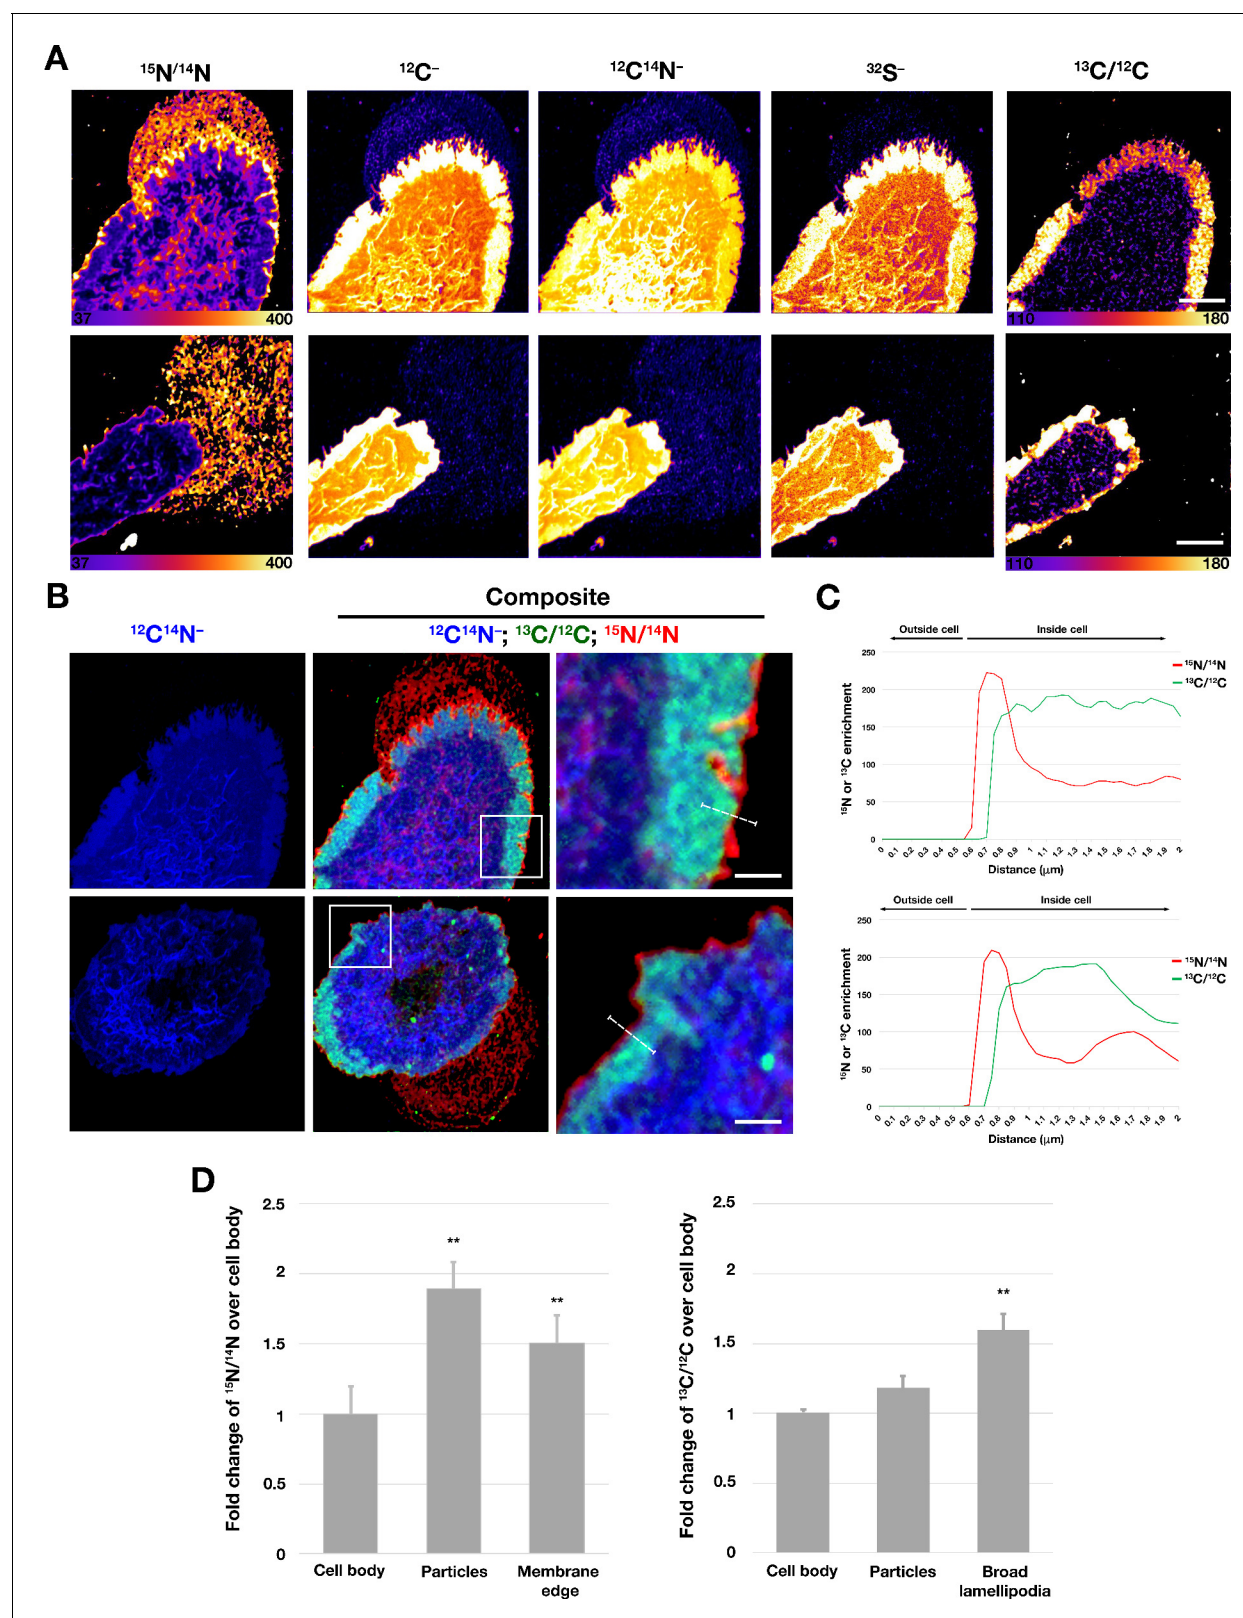 A
¹⁵N/¹⁴N
¹²C⁻
¹²C¹⁴N⁻
³²S⁻
¹³C/¹²C
37 400
110 180
37 400
110 180
B
Composite
¹²C¹⁴N⁻
¹²C¹⁴N⁻; ¹³C/¹²C; ¹⁵N/¹⁴N
C
Outside cell Inside cell
¹⁵N or ¹³C enrichment
250
200
150
100
50
0
¹⁵N/¹⁴N
¹³C/¹²C
0 0.1 0.2 0.3 0.4 0.5 0.6 0.7 0.8 0.9 1 1.1 1.2 1.3 1.4 1.5 1.6 1.7 1.8 1.9 2
Distance (μm)
Outside cell Inside cell
¹⁵N or ¹³C enrichment
250
200
150
100
50
0
¹⁵N/¹⁴N
¹³C/¹²C
0 0.1 0.2 0.3 0.4 0.5 0.6 0.7 0.8 0.9 1 1.1 1.2 1.3 1.4 1.5 1.6 1.7 1.8 1.9 2
Distance (μm)
D
Fold change of ¹⁵N/¹⁴N over cell body
2.5
2
1.5
1
0.5
0
**
**
Cell body Particles Membrane
edge
Fold change of ¹³C/¹²C over cell body
2.5
2
1.5
1
0.5
0
**
Cell body Particles Broad
lamellipodia